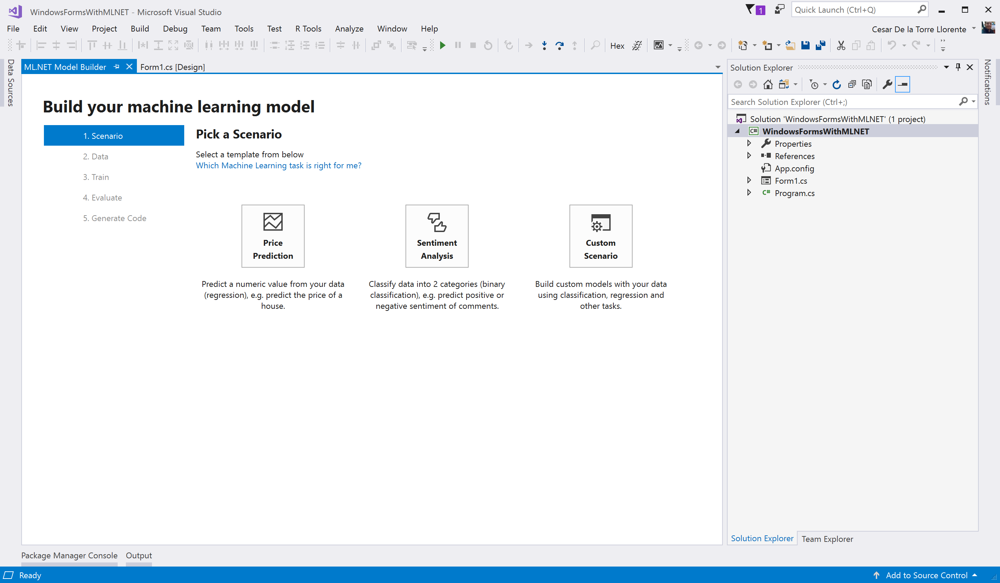 WindowsFormsWithMLNET - Microsoft Visual Studio
1
Quick Launch (Ctrl+Q)
File Edit View Project Build Debug Team Tools Test R Tools Analyze Window Help
Cesar De la Torre Llorente
Hex
Data Sources
ML.NET Model Builder
Form1.cs [Design]
Build your machine learning model
1. Scenario
2. Data
3. Train
4. Evaluate
5. Generate Code
Pick a Scenario
Select a template from below
Which Machine Learning task is right for me?
Price
Prediction
Predict a numeric value from your data
(regression), e.g. predict the price of a
house.
Sentiment
Analysis
Classify data into 2 categories (binary
classification), e.g. predict positive or
negative sentiment of comments.
Custom
Scenario
Build custom models with your data
using classification, regression and
other tasks.
Solution Explorer
Search Solution Explorer (Ctrl+;)
Solution 'WindowsFormsWithMLNET' (1 project)
C# WindowsFormsWithMLNET
Properties
References
App.config
Form1.cs
C# Program.cs
Solution Explorer
Team Explorer
Notifications
Package Manager Console
Output
Ready
Add to Source Control